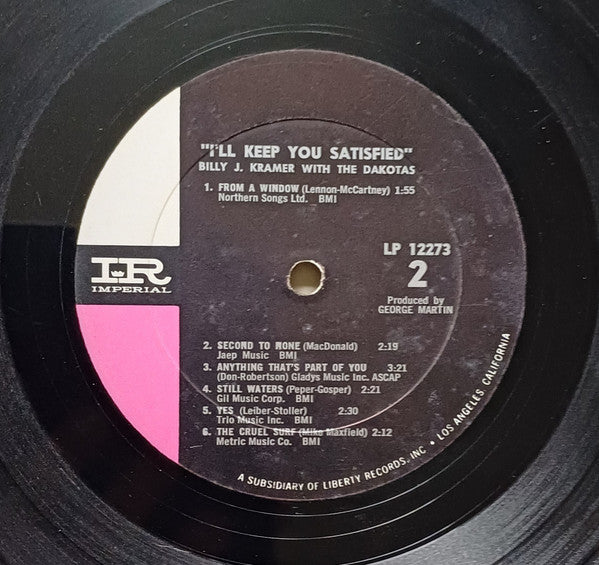 "I'LL KEEP YOU SATISFIED"
BILLY J. KRAMER WITH THE DAKOTAS
1. FROM A WINDOW (Lennon-McCartney) 1:55
Northern Songs Ltd. BMI
IR
IMPERIAL
LP 12273
2
Produced by
GEORGE MARTIN
2. SECOND TO NONE (MacDonald) 2:19
Jaep Music BMI
3. ANYTHING THAT'S PART OF YOU 3:21
(Don-Robertson) Gladys Music Inc. ASCAP
4. STILL WATERS (Peper-Gosper) 2:21
Gil Music Corp. BMI
5. YES (Leiber-Stoller) 2:30
Trio Music Inc. BMI
6. THE CRUEL SURF (Mike Maxfield) 2:12
Metric Music Co. BMI
A SUBSIDIARY OF LIBERTY RECORDS, INC • LOS ANGELES, CALIFORNIA